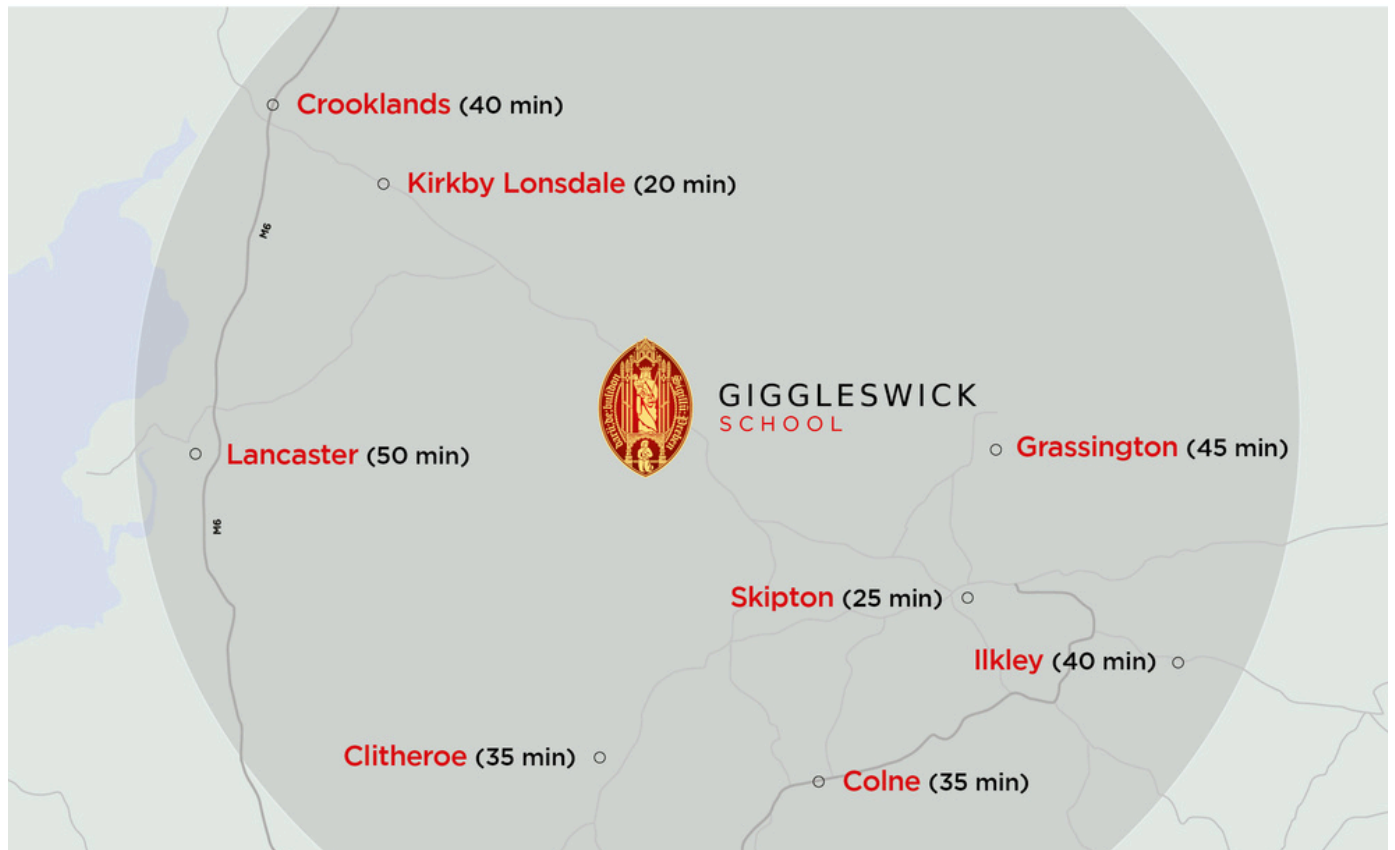 Crooklands (40 min)
Kirkby Lonsdale (20 min)
M6
GIGGLESWICK
SCHOOL
Lancaster (50 min)
Grassington (45 min)
M6
Skipton (25 min)
Ilkley (40 min)
Clitheroe (35 min)
Colne (35 min)